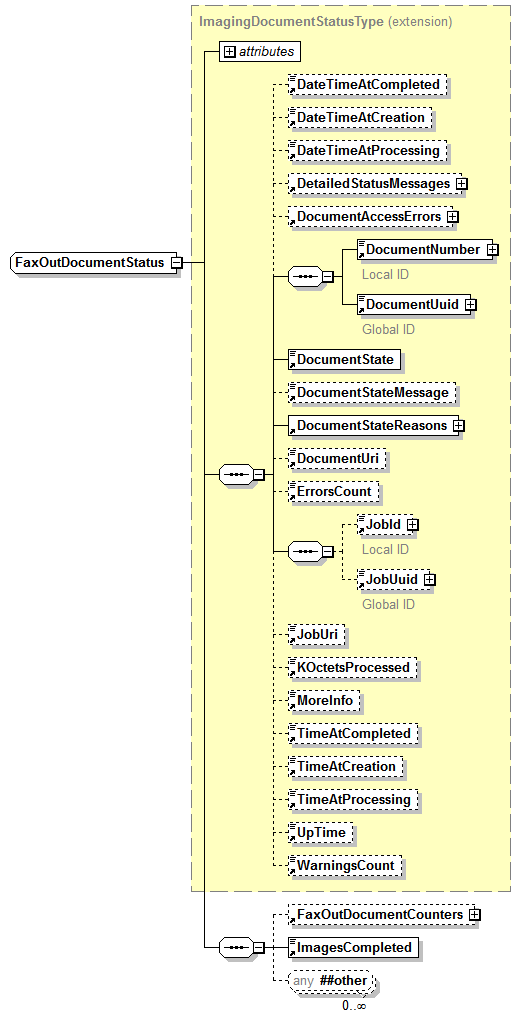 ImagingDocumentStatusType (extension)
attributes
DateTimeAtCompleted
DateTimeAtCreation
DateTimeAtProcessing
DetailedStatusMessages
DocumentAccessErrors
FaxOutDocumentStatus
DocumentNumber
Local ID
DocumentUuid
Global ID
DocumentState
DocumentStateMessage
DocumentStateReasons
DocumentUri
ErrorsCount
JobId
Local ID
JobUuid
Global ID
JobUri
KOctetsProcessed
MoreInfo
TimeAtCompleted
TimeAtCreation
TimeAtProcessing
UpTime
WarningsCount
FaxOutDocumentCounters
ImagesCompleted
any ##other
0..∞